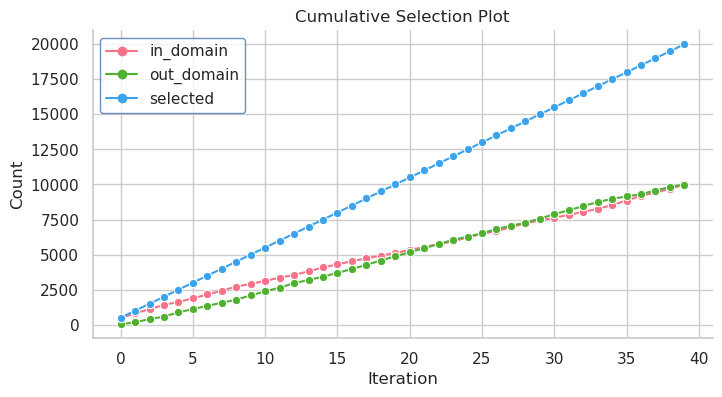 Cumulative Selection Plot
in_domain
out_domain
selected
20000
17500
15000
12500
10000
7500
5000
2500
0
Count
0 5 10 15 20 25 30 35 40
Iteration